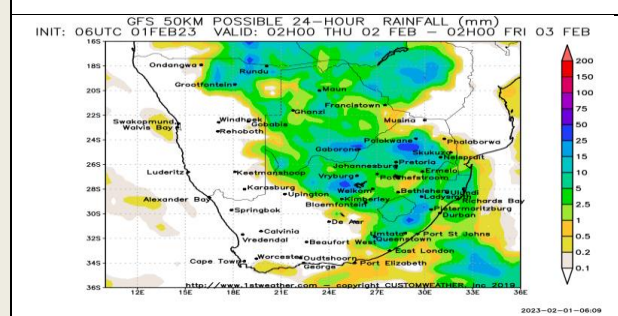 GFS 50KM POSSIBLE 24-HOUR RAINFALL (mm)
INIT: 06UTC 01FEB23 VALID: 02H00 THU 02 FEB - 02H00 FRI 03 FEB
16S
Ondangwa
Rundu
200
18S
150
Grootfontein
20S
Maun
100
Francistown
Ghanzi
75
22S
Musina
Swakopmund
Windhoek
Gobabis
50
Walvis Bay
Rehoboth
24S
Polokwane
Phalaborwa
25
Gaborone
Skukuza
Pretoria
Nelspruit
15
26S
Johannesburg
Luderitz
Keetmanshoop
Vryburg
Ermelo
10
Potchefstroom
28S
Karasburg
Welkom
Bethlehem
Ulundi
5
Upington
Kimberley
Ladysmith
Alexander Bay
Richards Bay
Bloemfontein
2.5
30S
Springbok
Pietermaritzburg
Durban
1
De Aar
Calvinia
Umtata
Port St Johns
0.5
32S
Vredendal
Beaufort West
Queenstown
East London
0.2
34S
Cape Town
Worcester
Oudtshoorn
George
Port Elizabeth
0.1
http://www.1stweather.com - copyright CUSTOMWEATHER, Inc 2019
36S
12E 15E 18E 21E 24E 27E 30E 33E 36E
2023-02-01-06:09